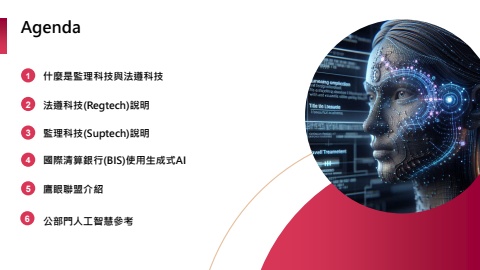 Agenda
1 什麼是監理科技與法遵科技
2 法遵科技(Regtech)說明
3 監理科技(Suptech)說明
4 國際清算銀行(BIS)使用生成式AI
5 鷹眼聯盟介紹
6 公部門人工智慧參考